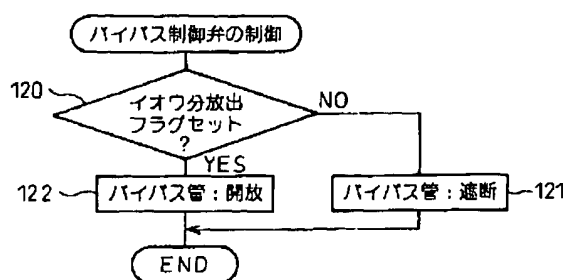 バイパス制御弁の制御
120
イオウ分放出
フラグセット
?
NO
YES
122
バイパス管:開放
バイパス管:遮断
121
END